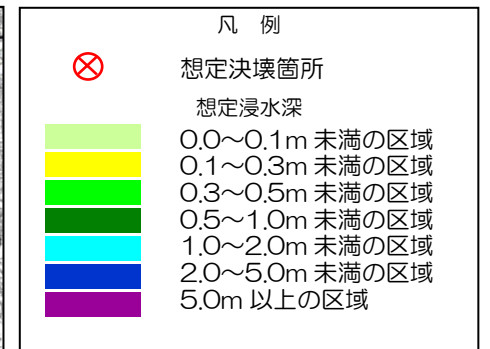 凡 例
想定決壊箇所
想定浸水深
0.0～0.1m 未満の区域
0.1～0.3m 未満の区域
0.3～0.5m 未満の区域
0.5～1.0m 未満の区域
1.0～2.0m 未満の区域
2.0～5.0m 未満の区域
5.0m 以上の区域